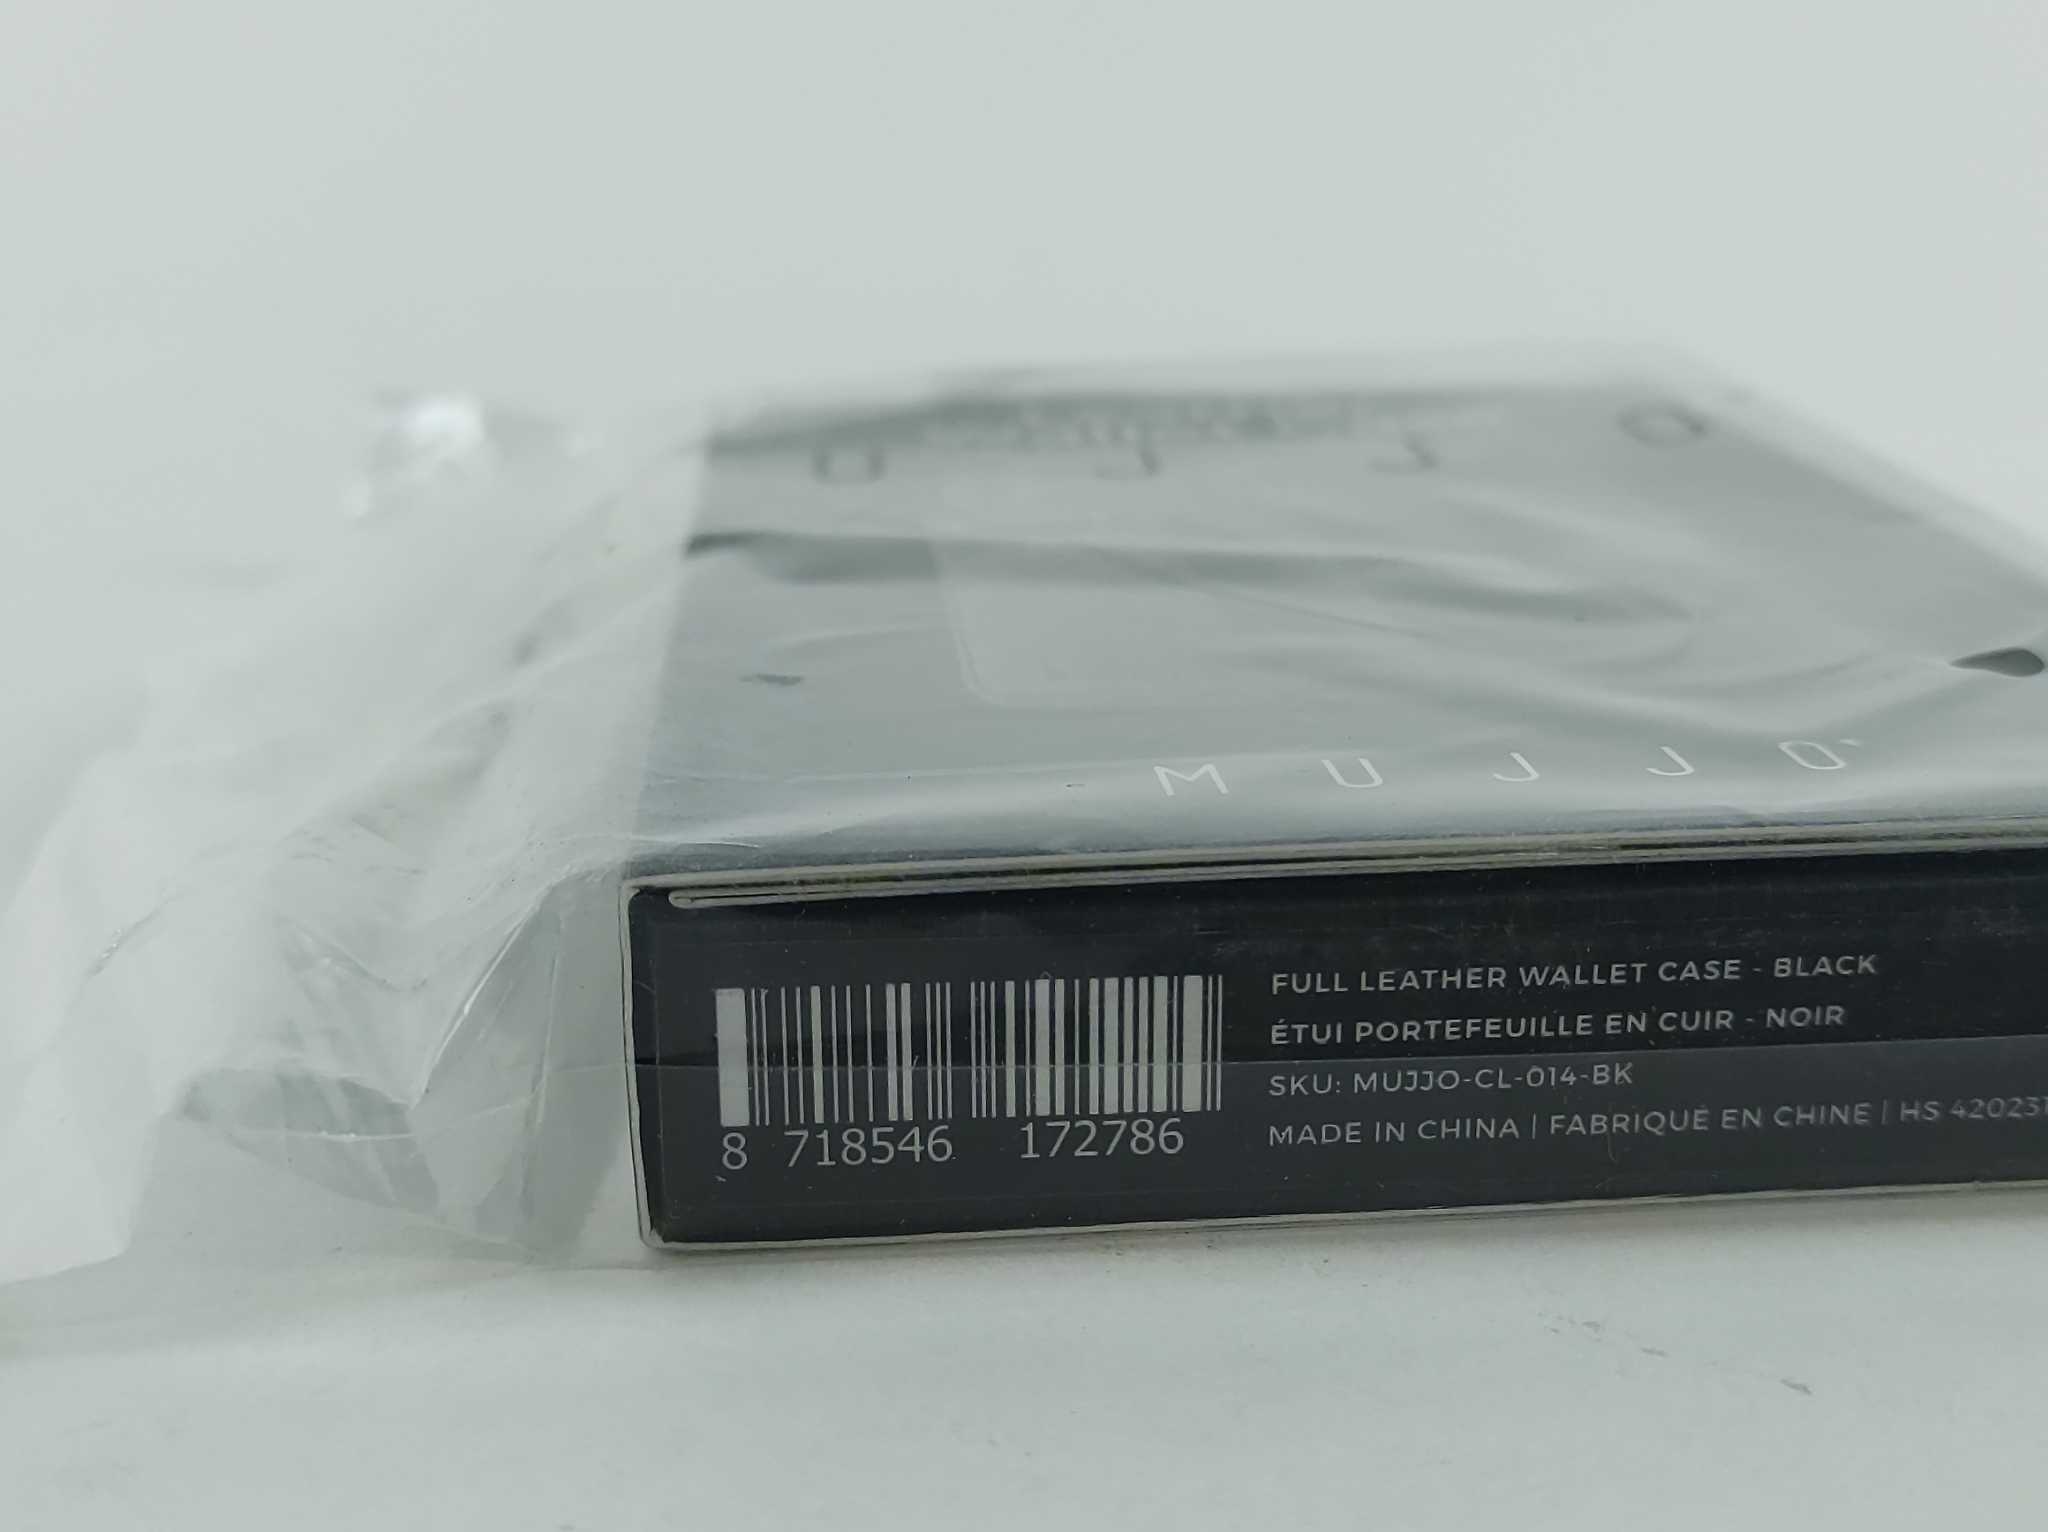 MUJJO
FULL LEATHER WALLET CASE - BLACK
ÉTUI PORTEFEUILLE EN CUIR - NOIR
SKU: MUJJO-CL-014-BK
MADE IN CHINA | FABRIQUÉ EN CHINE | HS 420231
8 718546 172786